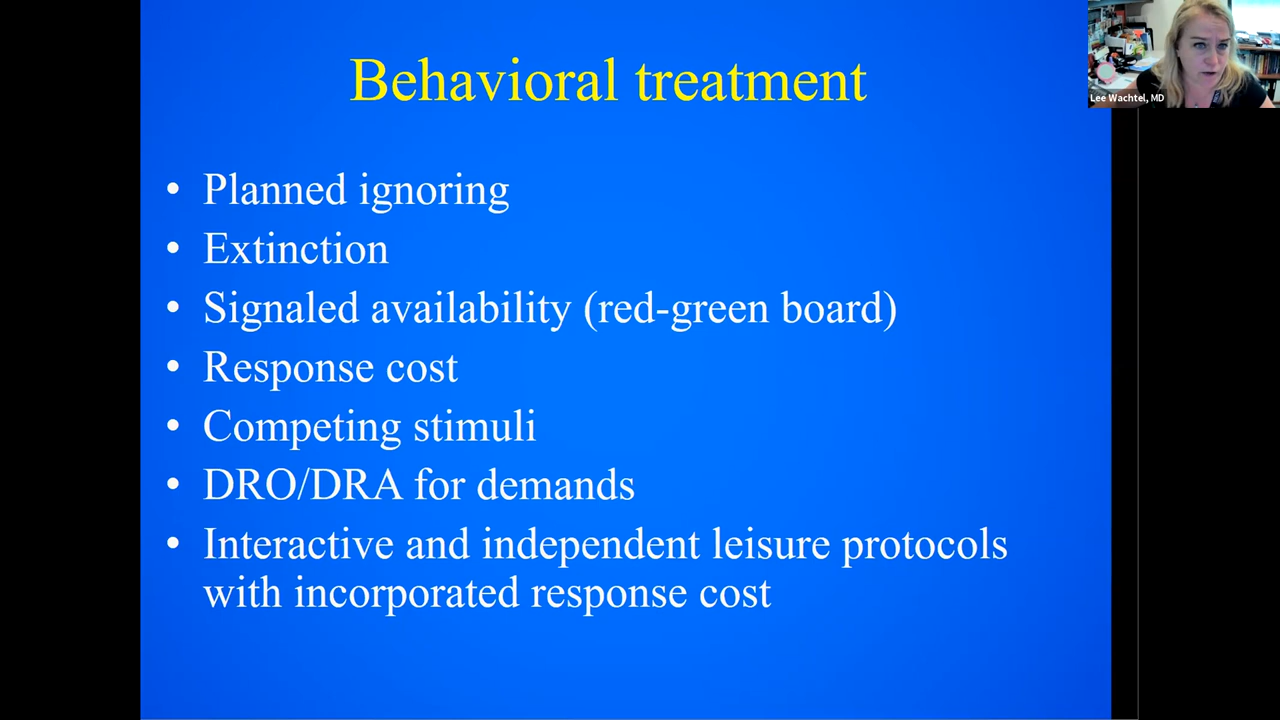 Behavioral treatment
• Planned ignoring
• Extinction
• Signaled availability (red-green board)
• Response cost
• Competing stimuli
• DRO/DRA for demands
• Interactive and independent leisure protocols
with incorporated response cost
Lee Wachtel, MD